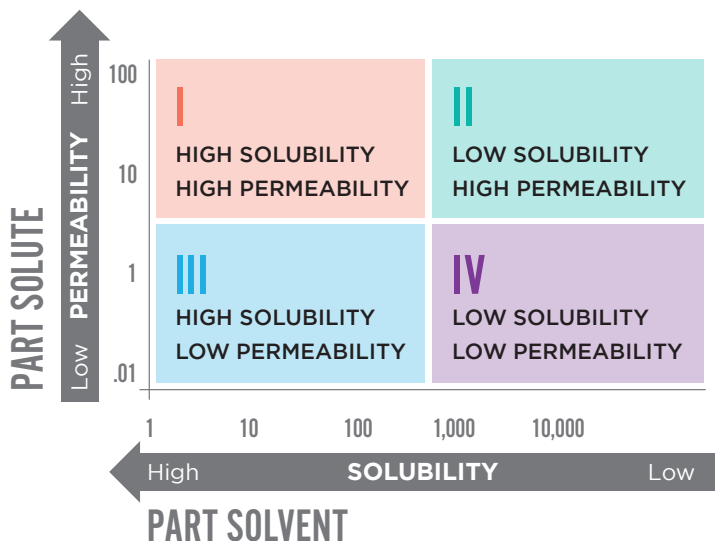 PART SOLUTE
Low PERMEABILITY High
100
10
1
.01
I
HIGH SOLUBILITY
HIGH PERMEABILITY
II
LOW SOLUBILITY
HIGH PERMEABILITY
III
HIGH SOLUBILITY
LOW PERMEABILITY
IV
LOW SOLUBILITY
LOW PERMEABILITY
1 10 100 1,000 10,000
High SOLUBILITY Low
PART SOLVENT